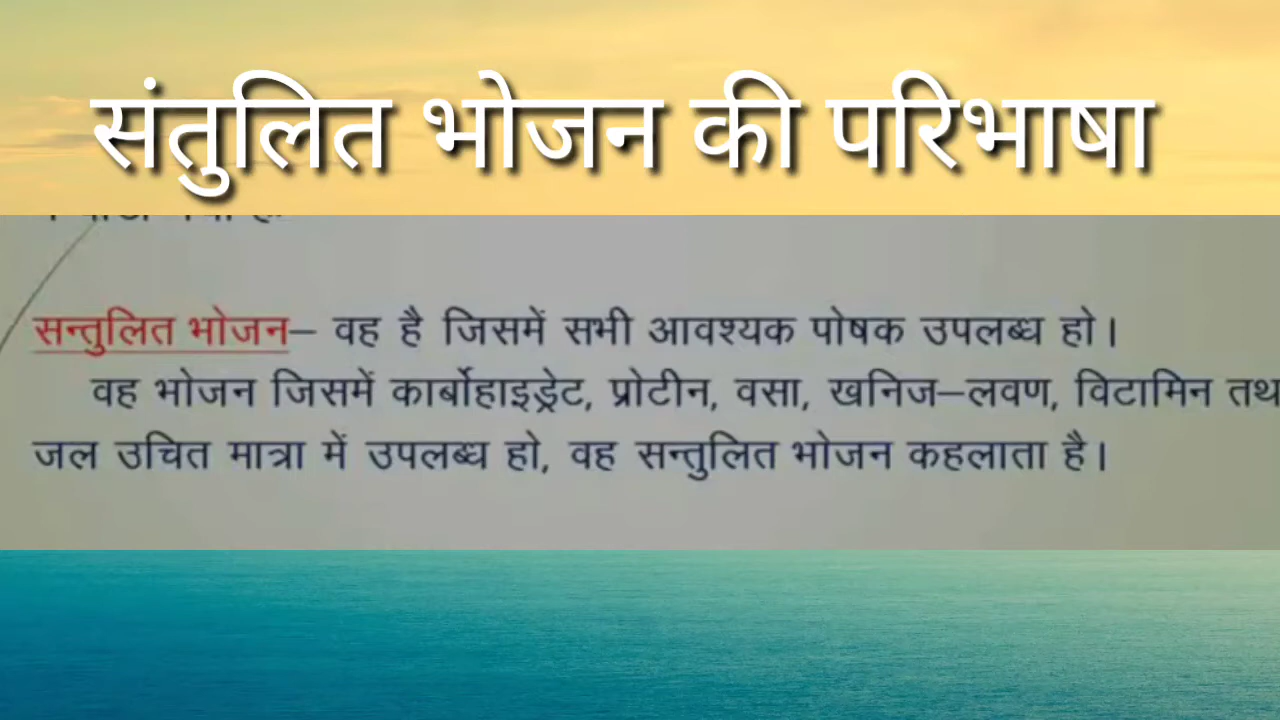 संतुलित भोजन की परिभाषा
सन्तुलित भोजन– वह है जिसमें सभी आवश्यक पोषक उपलब्ध हो।
वह भोजन जिसमें कार्बोहाइड्रेट, प्रोटीन, वसा, खनिज–लवण, विटामिन तथ
जल उचित मात्रा में उपलब्ध हो, वह सन्तुलित भोजन कहलाता है।